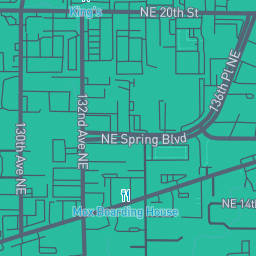 King's
NE 20th St
136th Pl NE
132nd Ave NE
130th Ave NE
NE Spring Blvd
Mox Boarding House
NE 14th